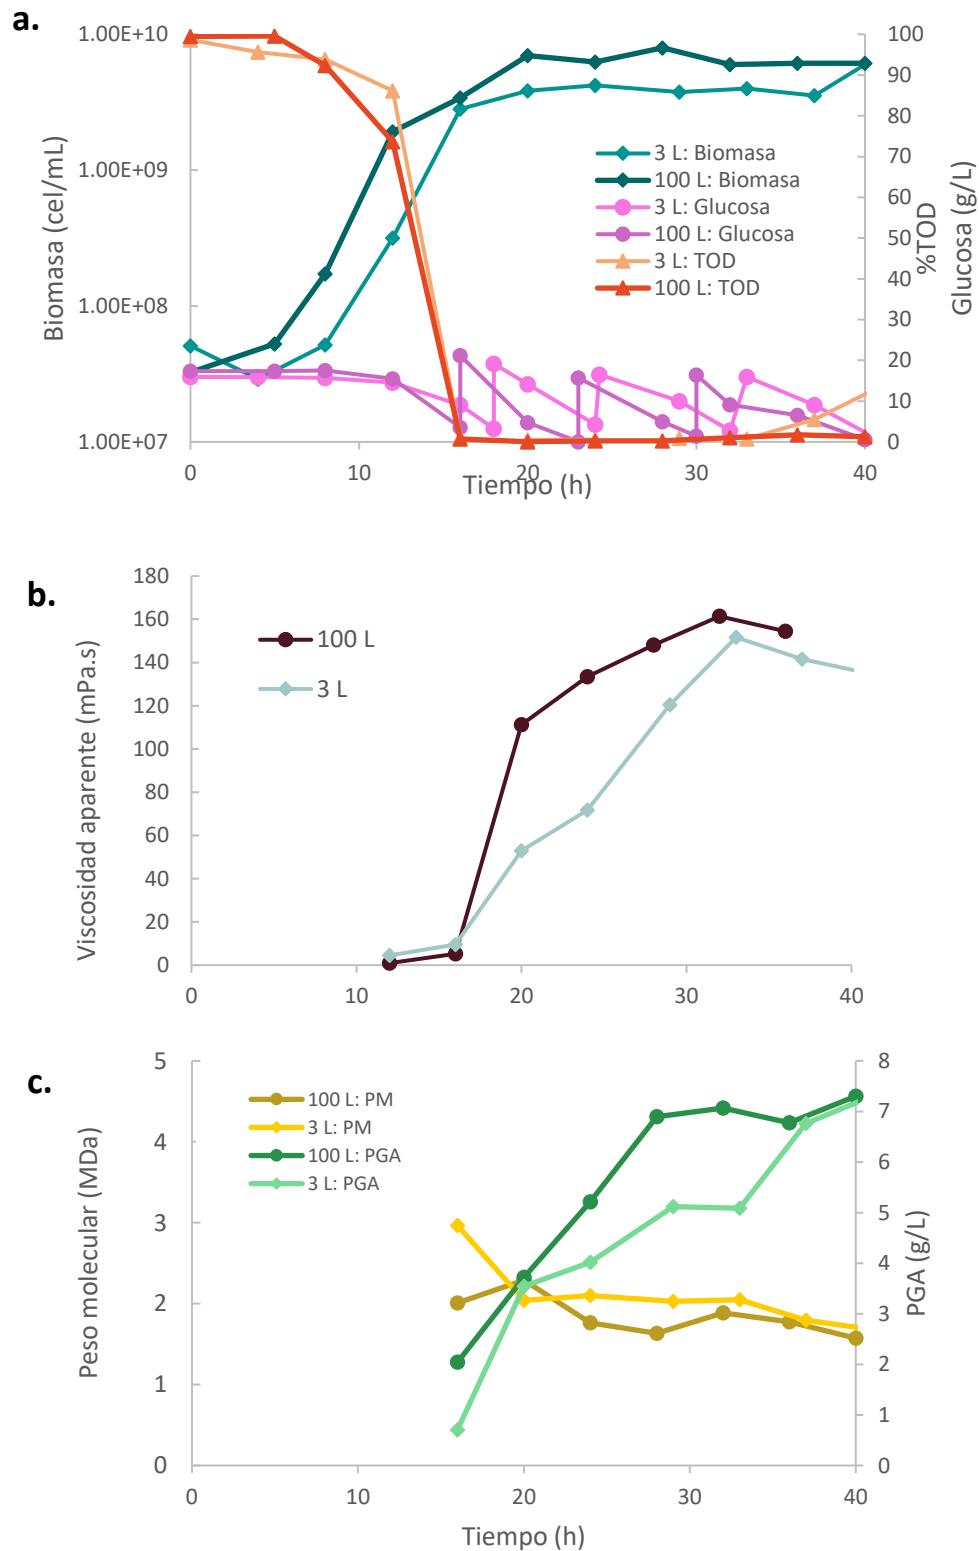 a.
1.00E+10
1.00E+09
1.00E+08
1.00E+07
Biomasa (cel/mL)
100
90
80
70
60
50
40
30
20
10
0
%TOD
Glucosa (g/L)
3 L: Biomasa
100 L: Biomasa
3 L: Glucosa
100 L: Glucosa
3 L: TOD
100 L: TOD
0 10 20 30 40
Tiempo (h)
b.
180
160
140
120
100
80
60
40
20
0
Viscosidad aparente (mPa.s)
100 L
3 L
0 10 20 30 40
c.
5
4
3
2
1
0
Peso molecular (MDa)
8
7
6
5
4
3
2
1
0
PGA (g/L)
100 L: PM
3 L: PM
100 L: PGA
3 L: PGA
0 10 20 30 40
Tiempo (h)